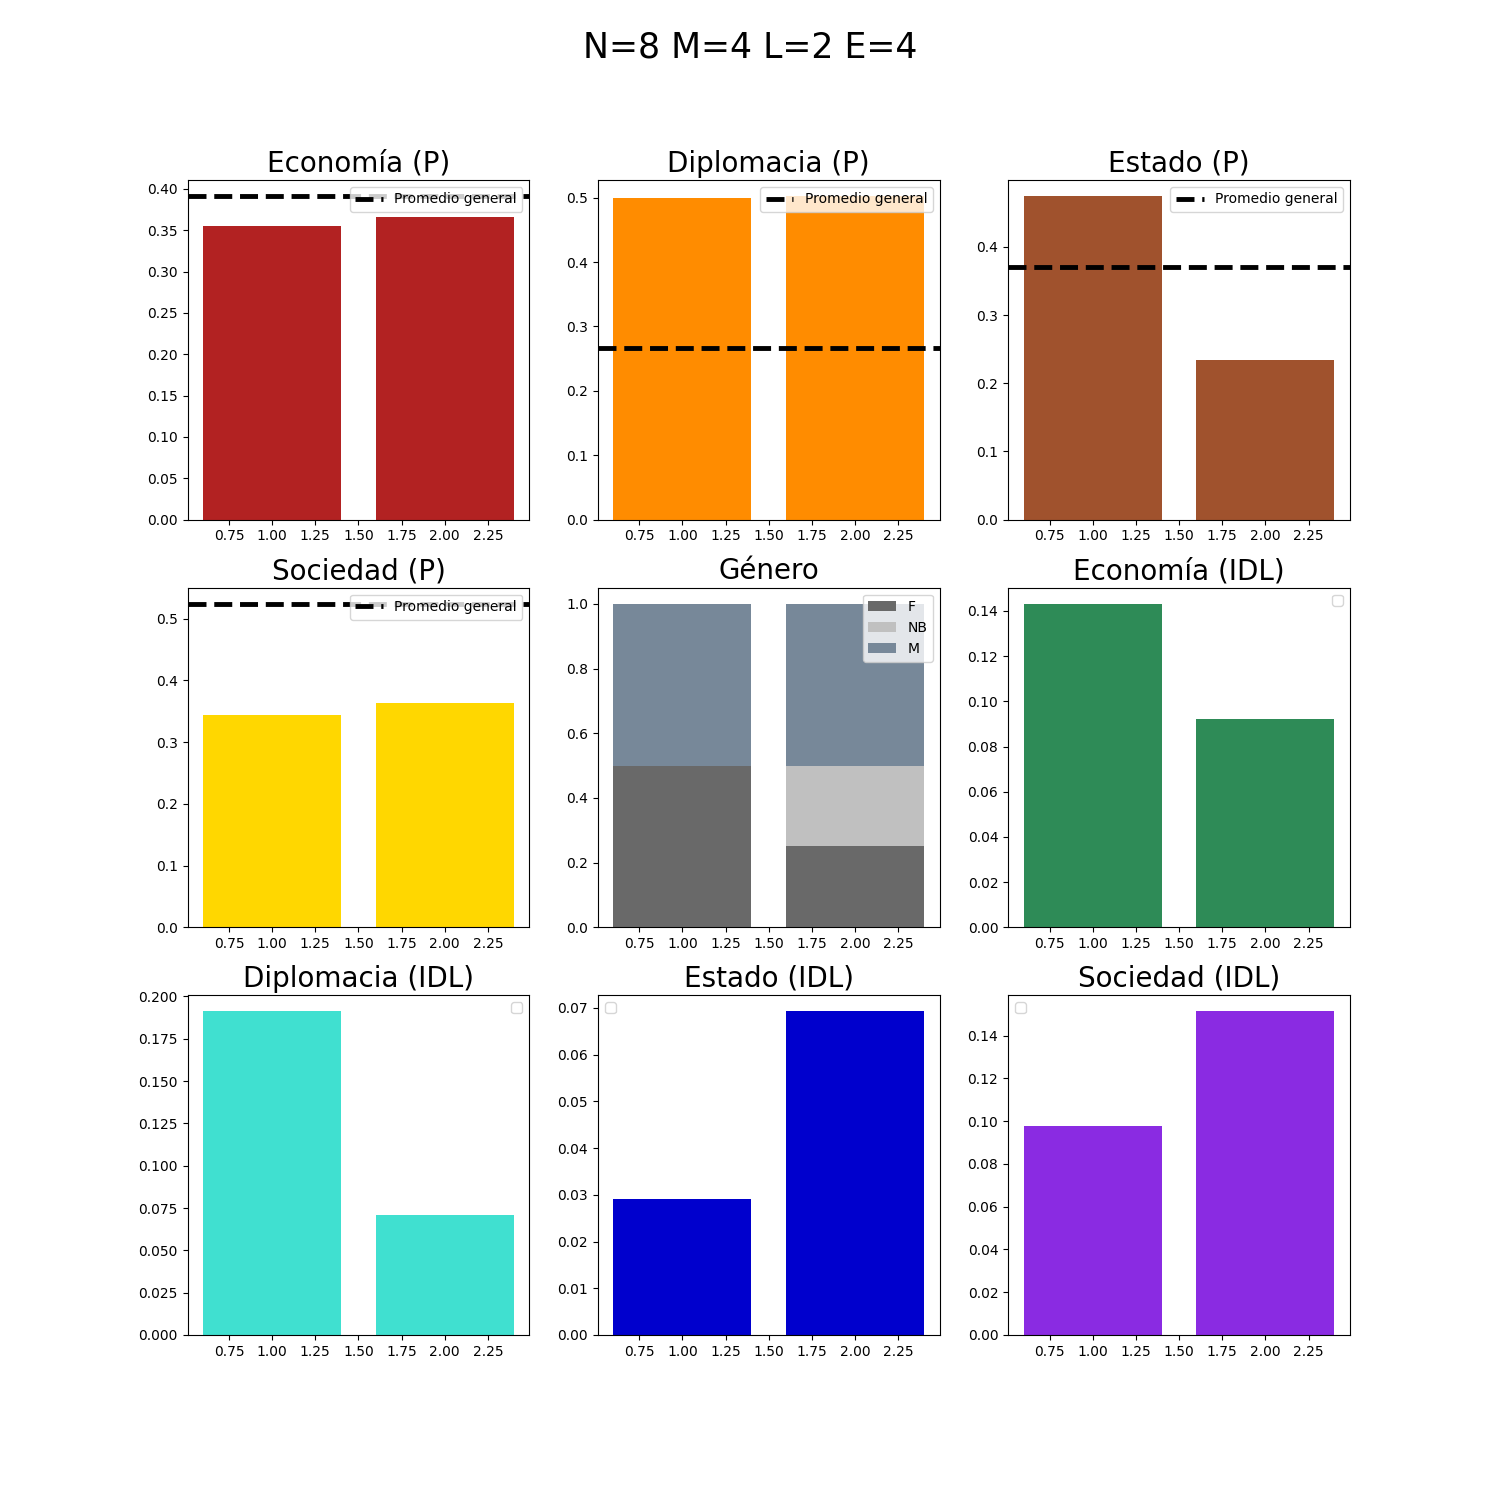 N=8 M=4 L=2 E=4
Economía (P)
Promedio general
0.40
0.35
0.30
0.25
0.20
0.15
0.10
0.05
0.00
0.75 1.00 1.25 1.50 1.75 2.00 2.25
Diplomacia (P)
Promedio general
0.5
0.4
0.3
0.2
0.1
0.0
0.75 1.00 1.25 1.50 1.75 2.00 2.25
Estado (P)
Promedio general
0.4
0.3
0.2
0.1
0.0
0.75 1.00 1.25 1.50 1.75 2.00 2.25
Sociedad (P)
Promedio general
0.5
0.4
0.3
0.2
0.1
0.0
0.75 1.00 1.25 1.50 1.75 2.00 2.25
Género
F
NB
M
1.0
0.8
0.6
0.4
0.2
0.0
0.75 1.00 1.25 1.50 1.75 2.00 2.25
Economía (IDL)
0.14
0.12
0.10
0.08
0.06
0.04
0.02
0.00
0.75 1.00 1.25 1.50 1.75 2.00 2.25
Diplomacia (IDL)
0.200
0.175
0.150
0.125
0.100
0.075
0.050
0.025
0.000
0.75 1.00 1.25 1.50 1.75 2.00 2.25
Estado (IDL)
0.07
0.06
0.05
0.04
0.03
0.02
0.01
0.00
0.75 1.00 1.25 1.50 1.75 2.00 2.25
Sociedad (IDL)
0.14
0.12
0.10
0.08
0.06
0.04
0.02
0.00
0.75 1.00 1.25 1.50 1.75 2.00 2.25